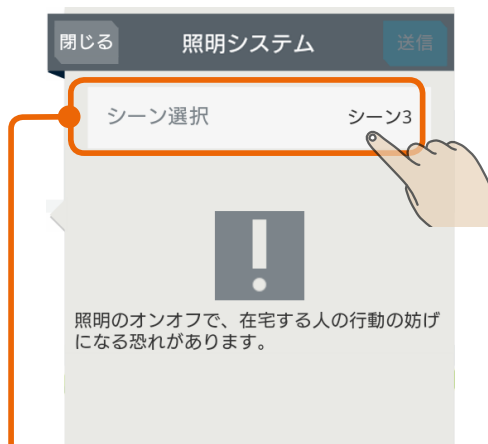 閉じる 照明システム 送信
シーン選択 シーン3
照明のオンオフで、在宅する人の行動の妨げ
になる恐れがあります。